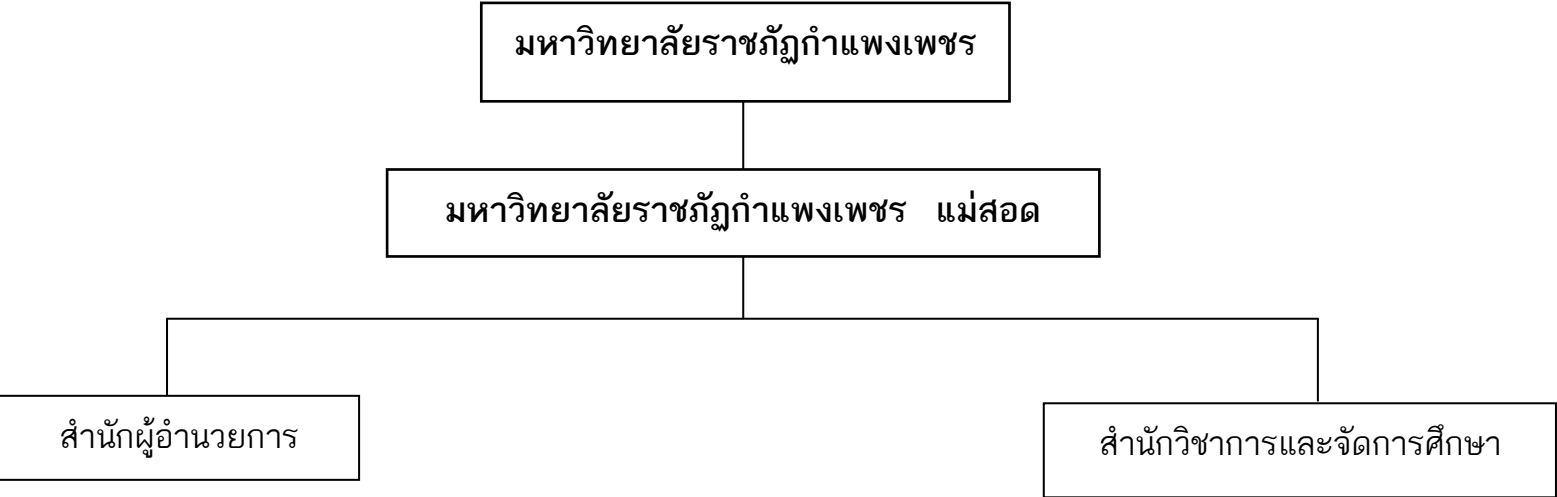 มหาวิทยาลัยราชภัฏกำแพงเพชร
มหาวิทยาลัยราชภัฏกำแพงเพชร แม่สอด
สำนักผู้อำนวยการ
สำนักวิชาการและจัดการศึกษา